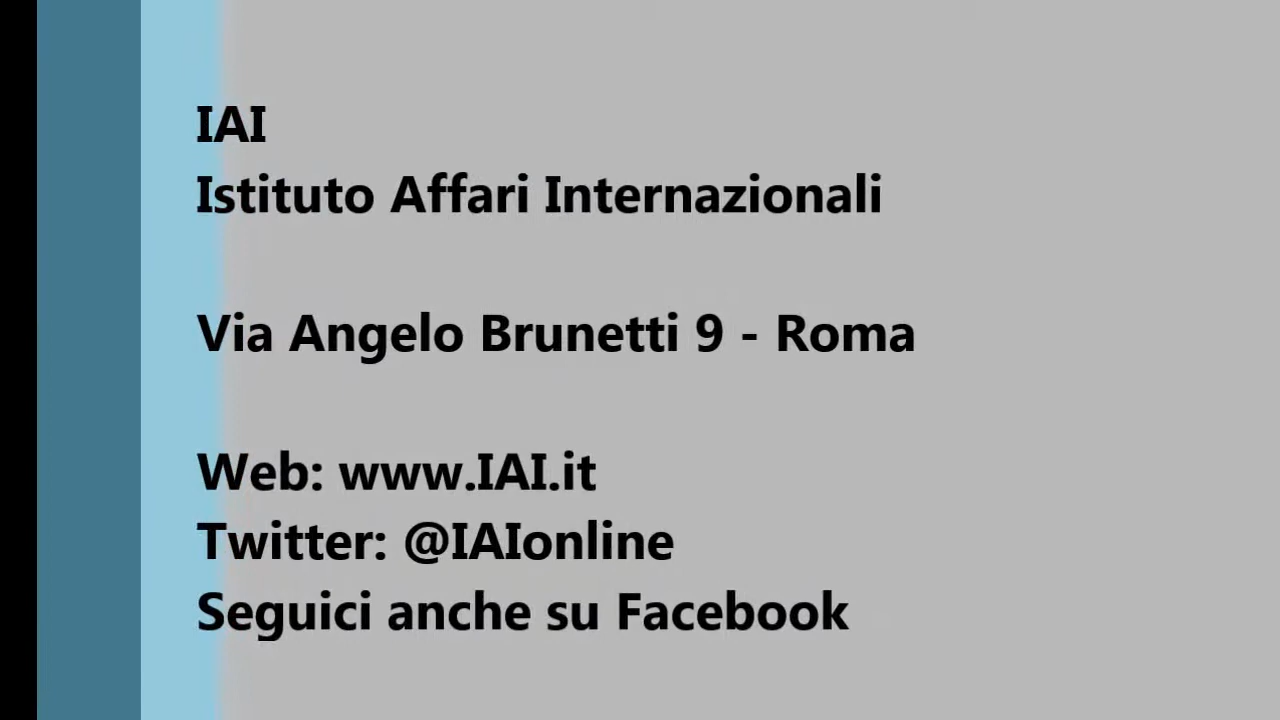 IAI
Istituto Affari Internazionali
Via Angelo Brunetti 9 - Roma
Web: www.IAI.it
Twitter: @IAIonline
Seguici anche su Facebook